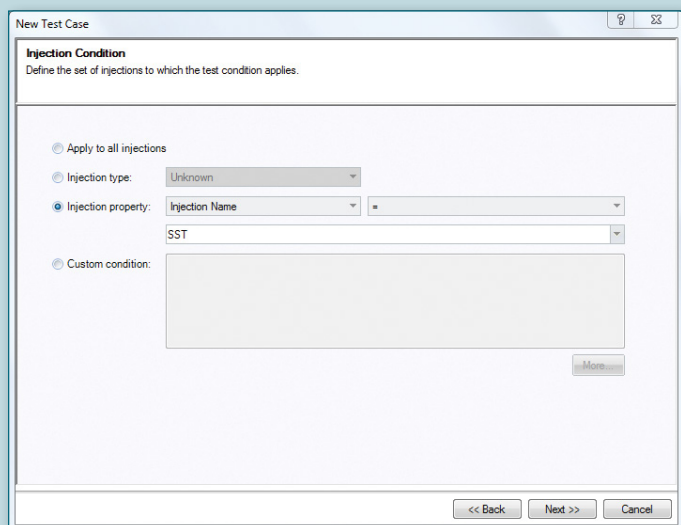 New Test Case
?
Injection Condition
Define the set of injections to which the test condition applies.
Apply to all injections
Injection type: Unknown
Injection property: Injection Name =
SST
Custom condition:
More...
<< Back Next >> Cancel